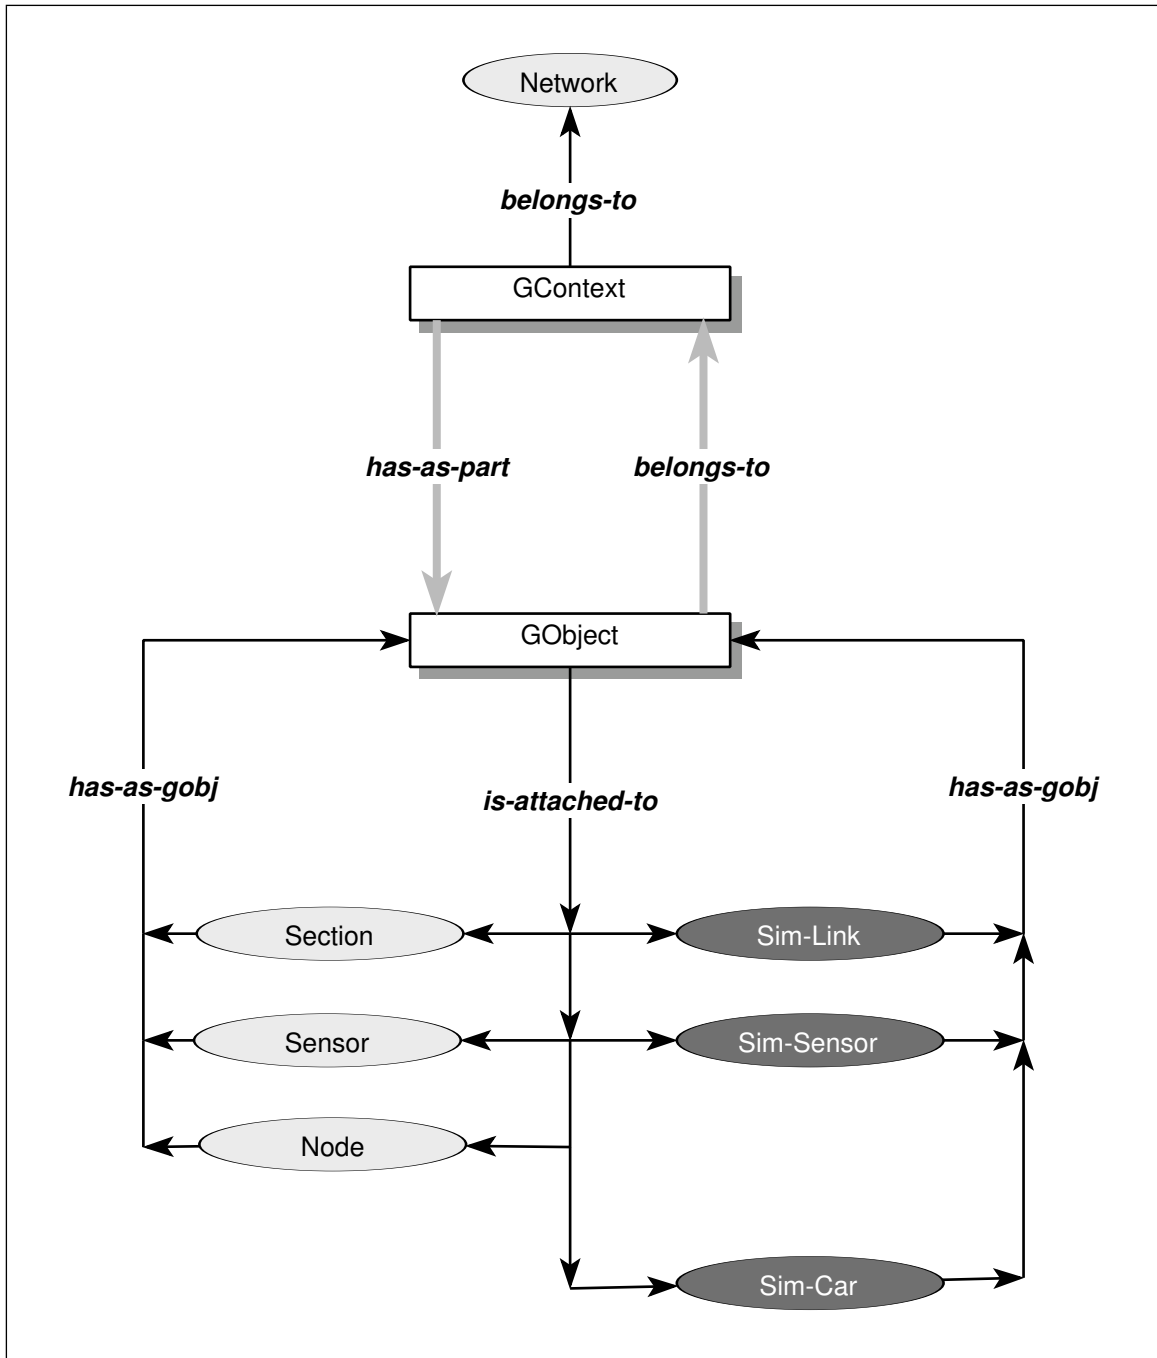 Network
belongs-to
GContext
has-as-part
belongs-to
GObject
has-as-gobj
is-attached-to
has-as-gobj
Section
Sim-Link
Sensor
Sim-Sensor
Node
Sim-Car